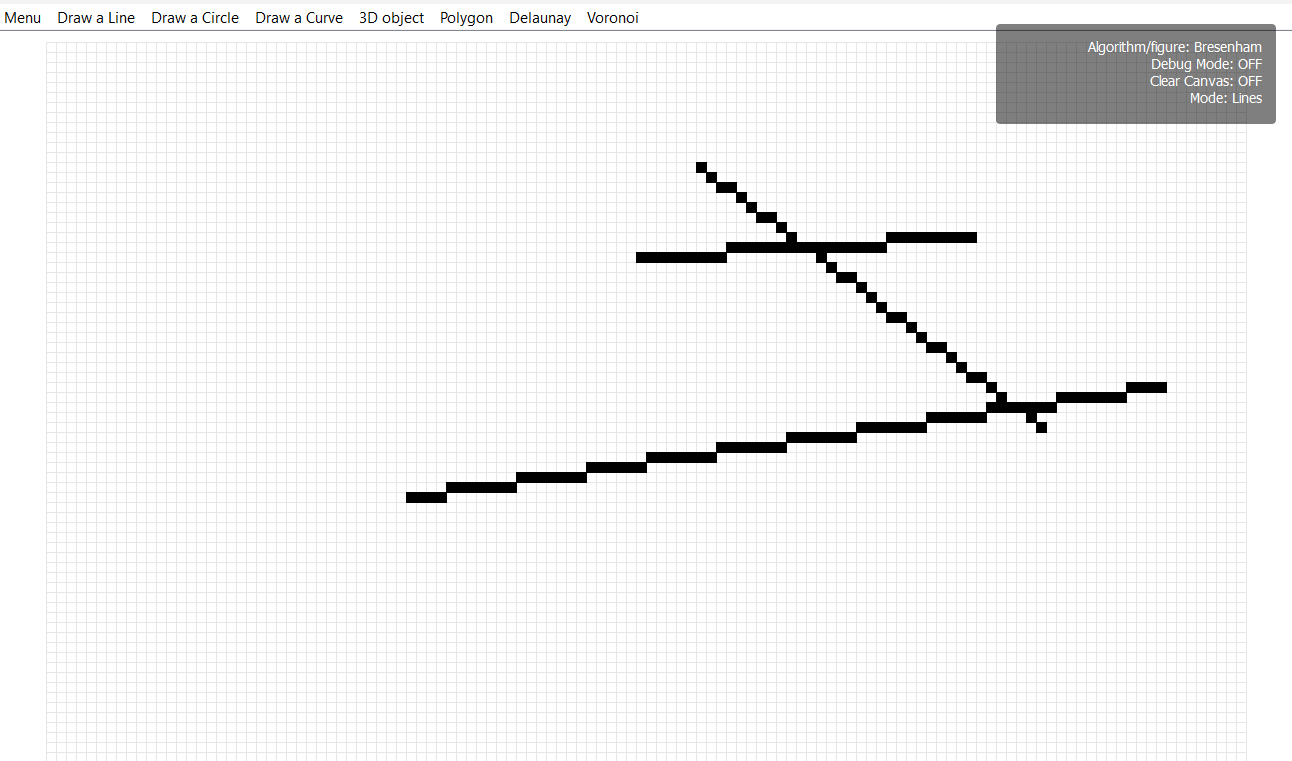 Menu Draw a Line Draw a Circle Draw a Curve 3D object Polygon Delaunay Voronoi
Algorithm/figure: Bresenham
Debug Mode: OFF
Clear Canvas: OFF
Mode: Lines